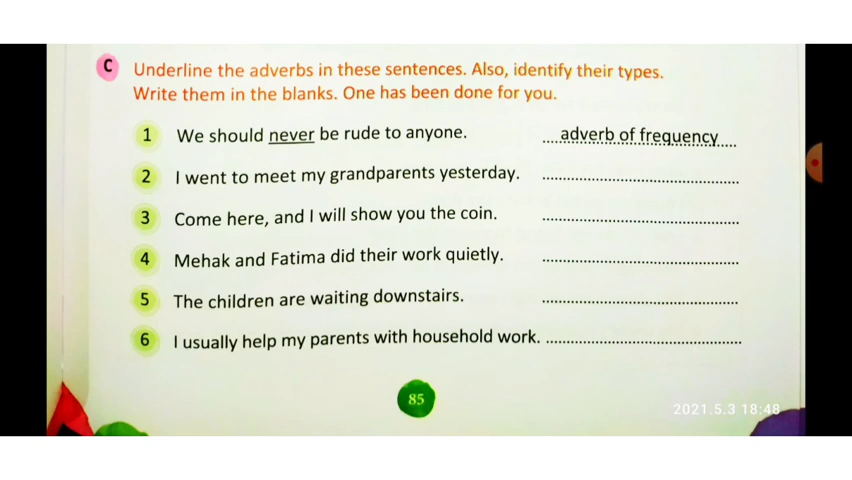 C Underline the adverbs in these sentences. Also, identify their types.
Write them in the blanks. One has been done for you.
1 We should never be rude to anyone. ....adverb of frequency....
2 I went to meet my grandparents yesterday. ................................................
3 Come here, and I will show you the coin. ................................................
4 Mehak and Fatima did their work quietly. ................................................
5 The children are waiting downstairs. ................................................
6 I usually help my parents with household work. ................................................
85
2021.5.3 18:48